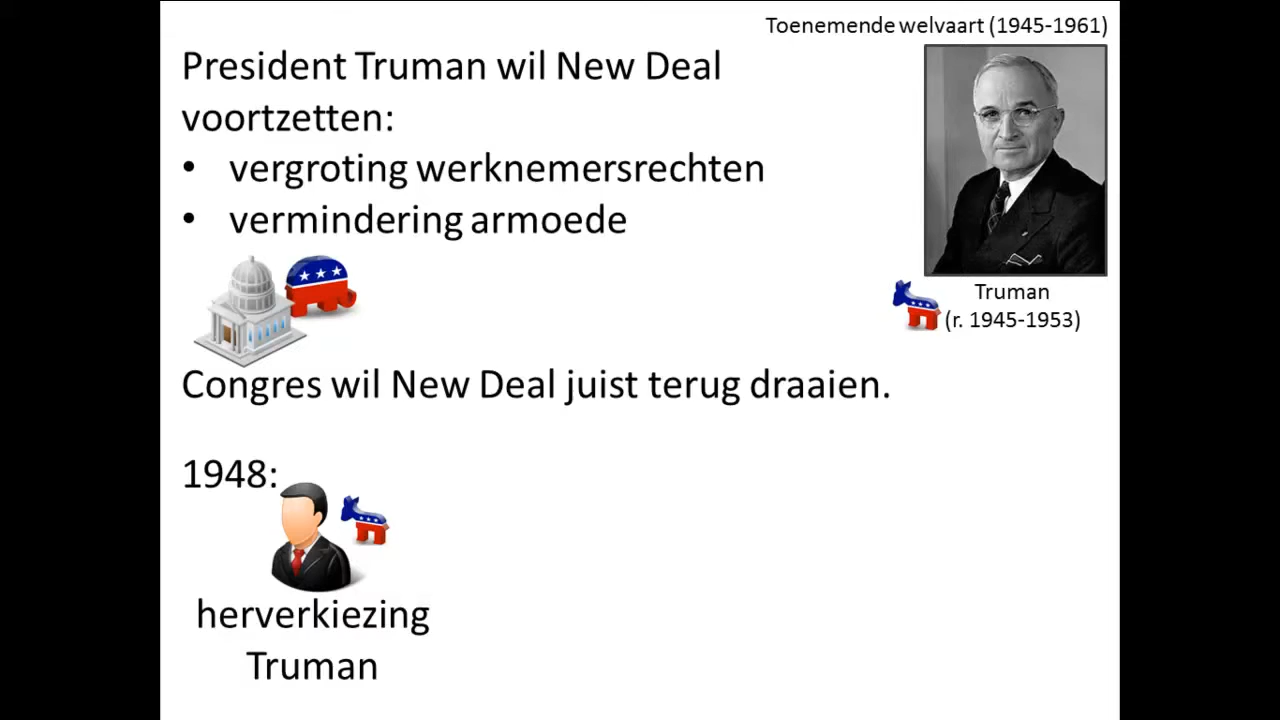 Toenemende welvaart (1945-1961)
President Truman wil New Deal
voortzetten:
• vergroting werknemersrechten
• vermindering armoede
Truman
(r. 1945-1953)
Congres wil New Deal juist terug draaien.
1948:
herverkiezing
Truman